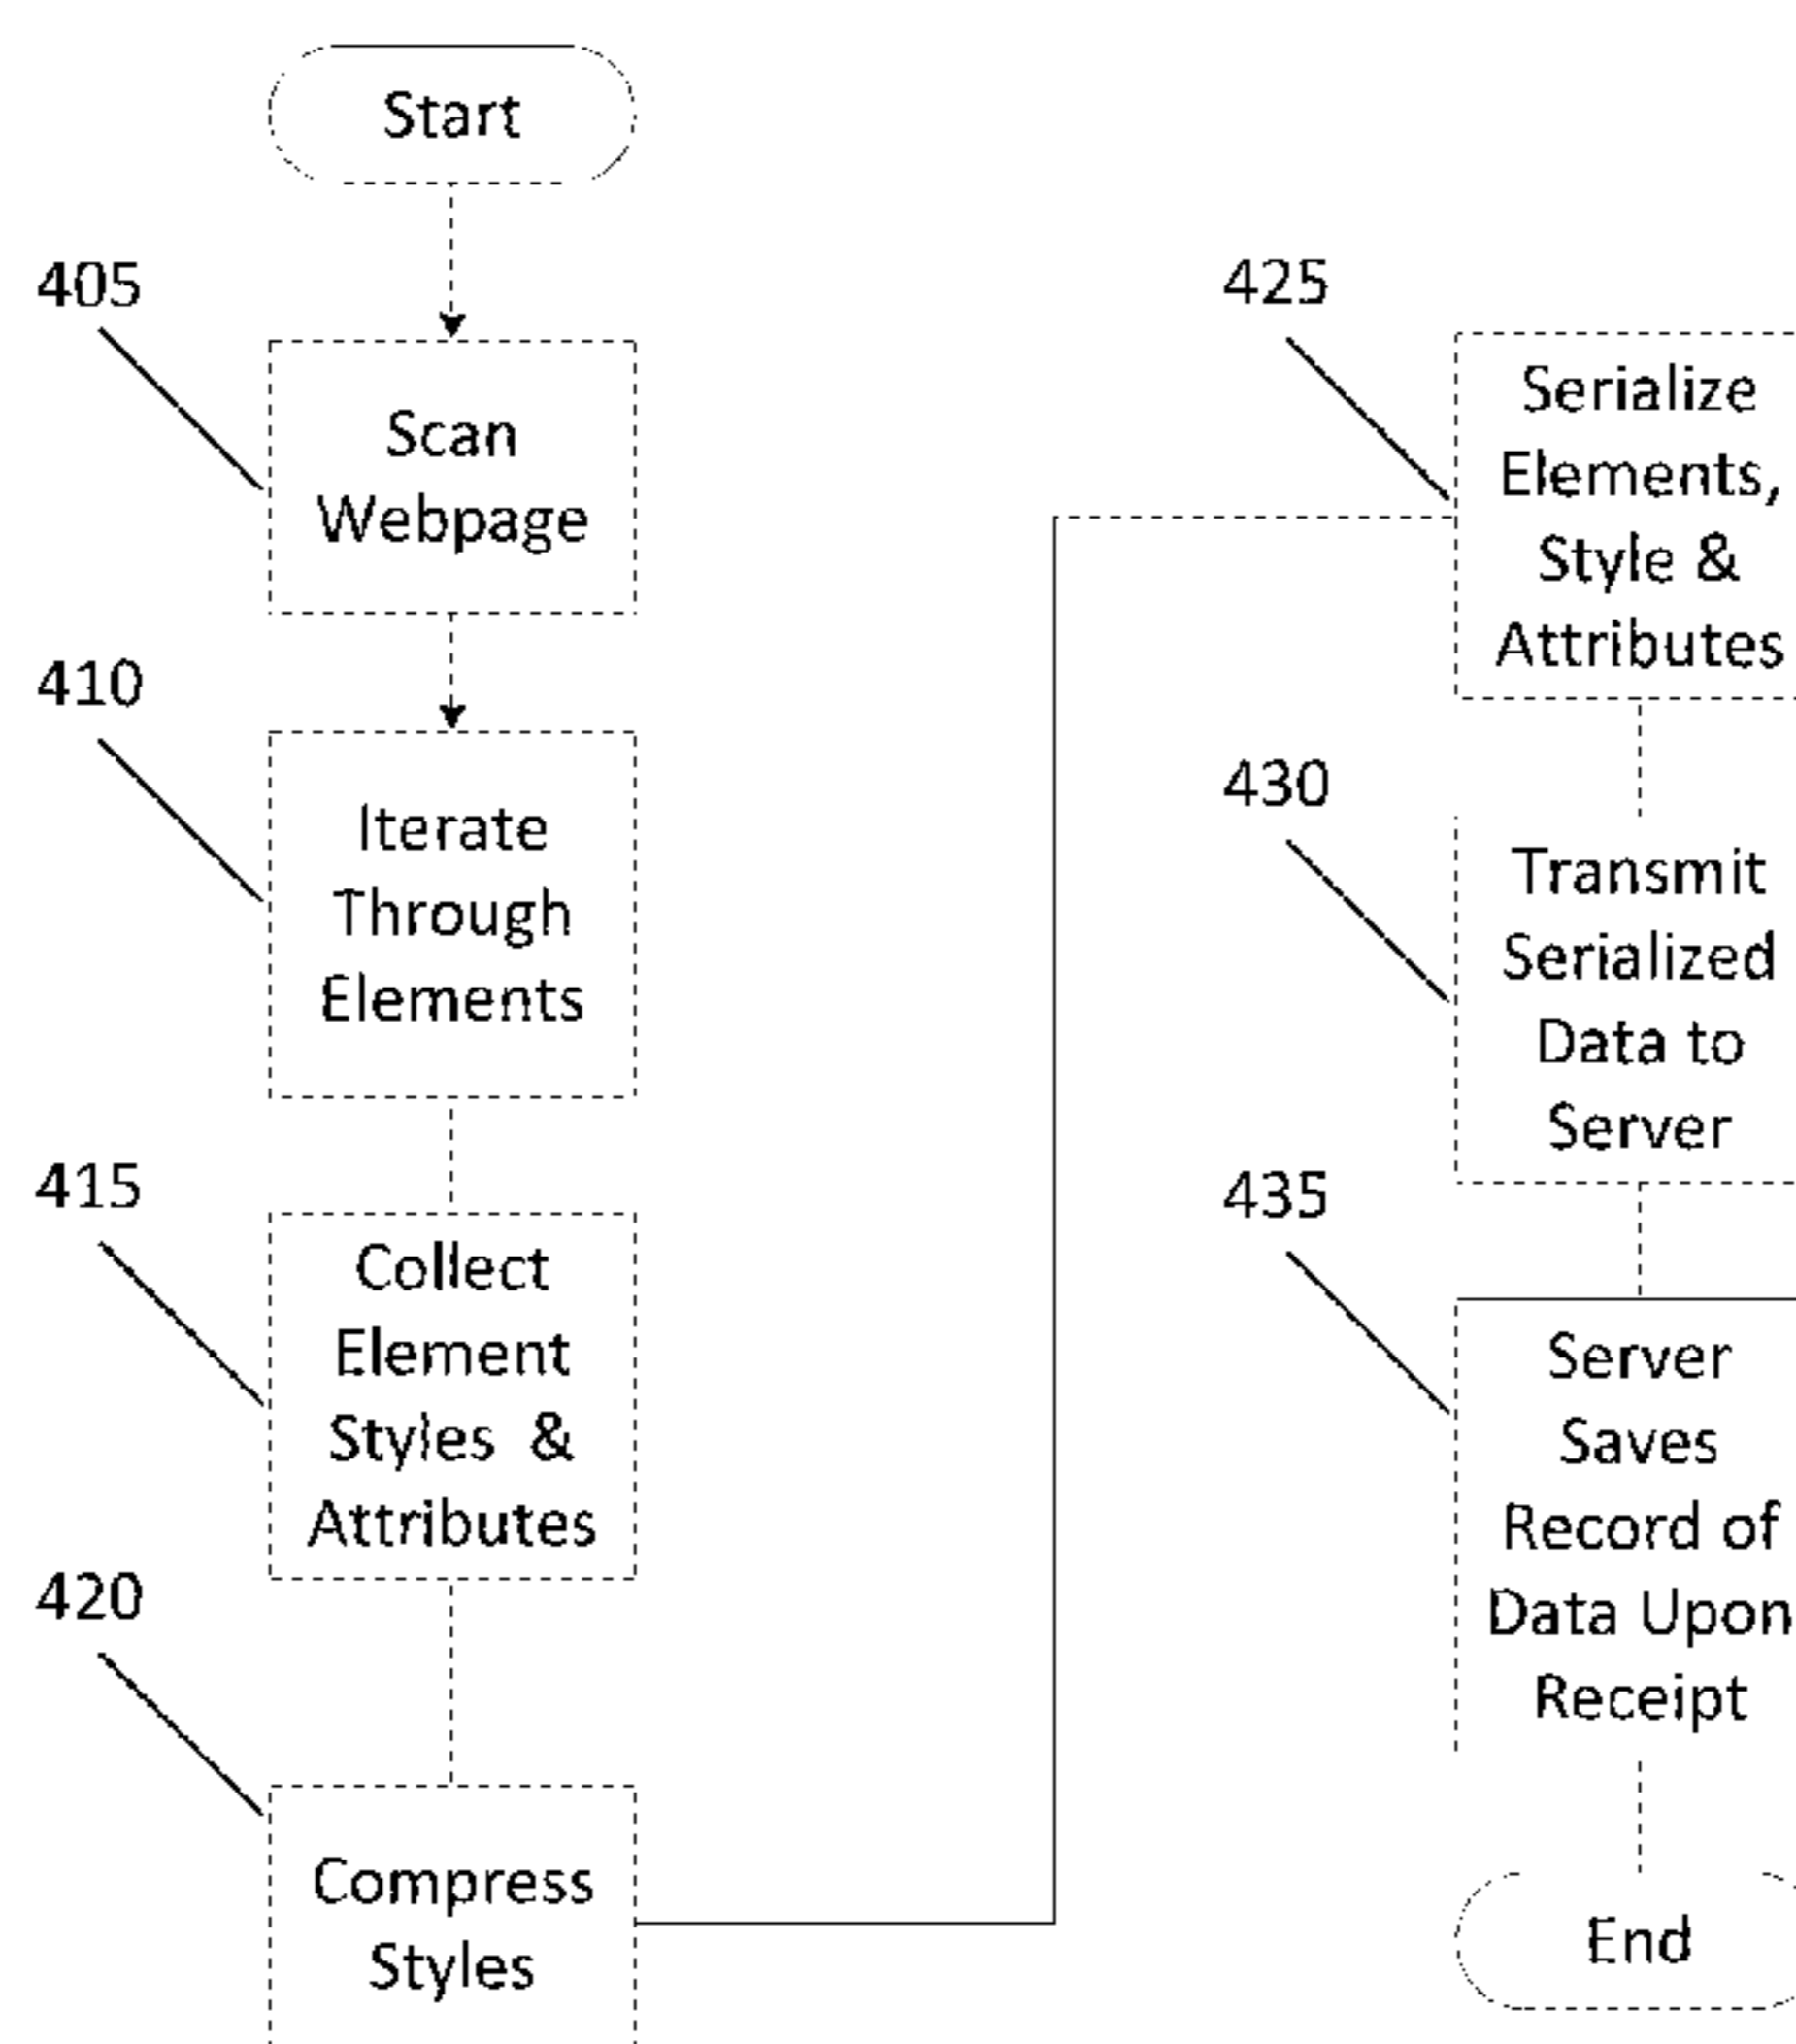 Start
405
Scan
Webpage
410
Iterate
Through
Elements
415
Collect
Element
Styles &
Attributes
420
Compress
Styles
425
Serialize
Elements,
Style &
Attributes
430
Transmit
Serialized
Data to
Server
435
Server
Saves
Record of
Data Upon
Receipt
End